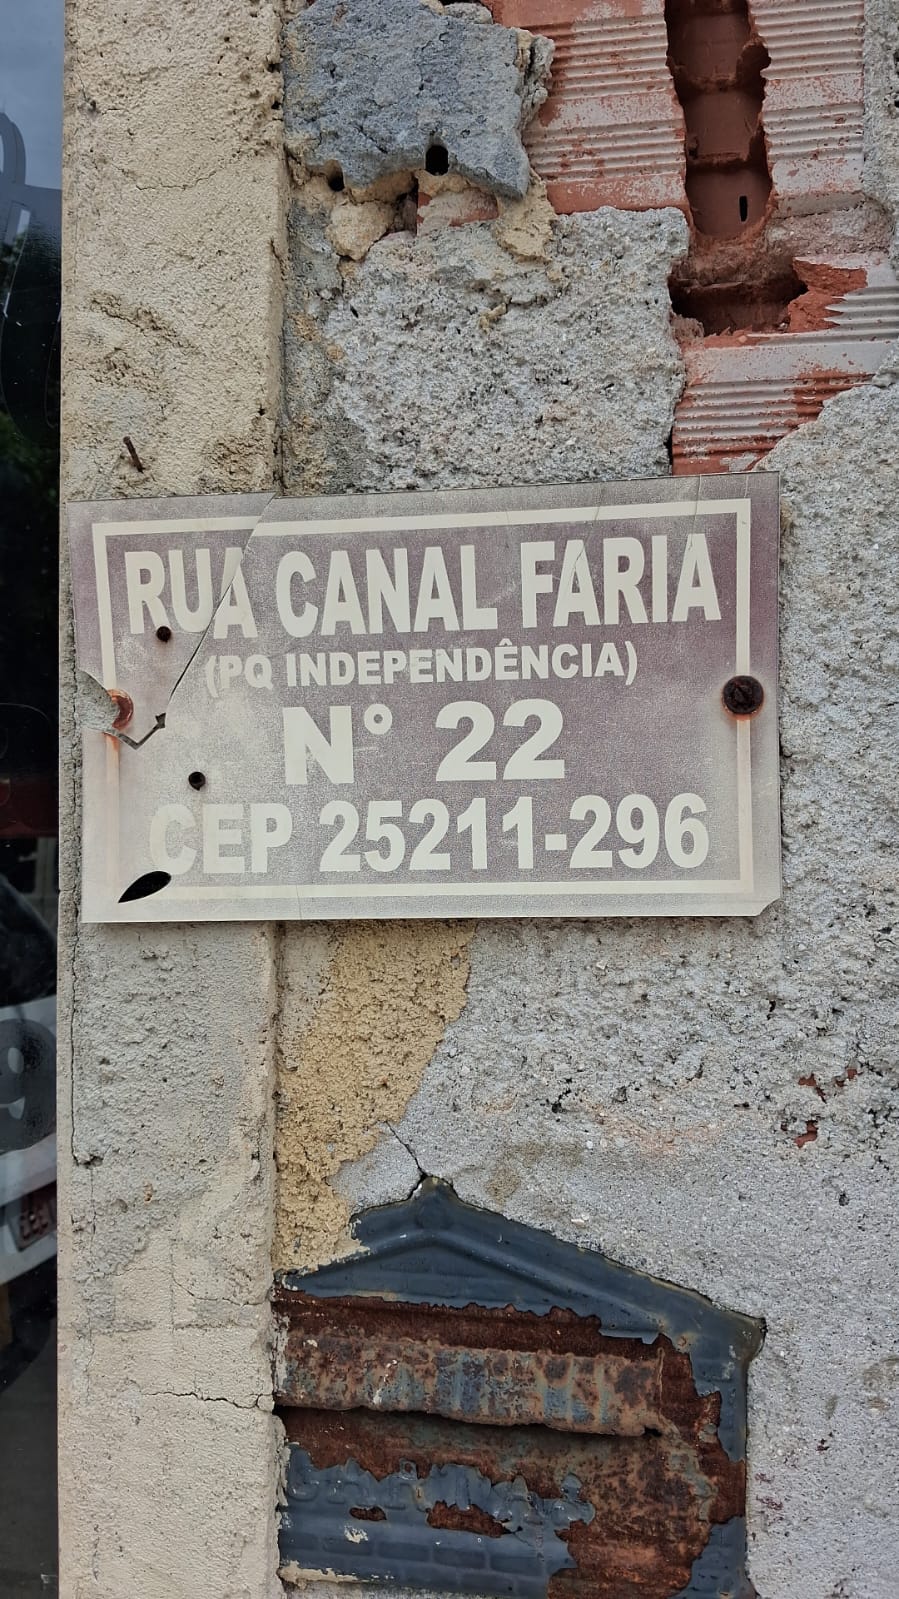 RUA CANAL FARIA
(PQ INDEPENDÊNCIA)
N° 22
CEP 25211-296